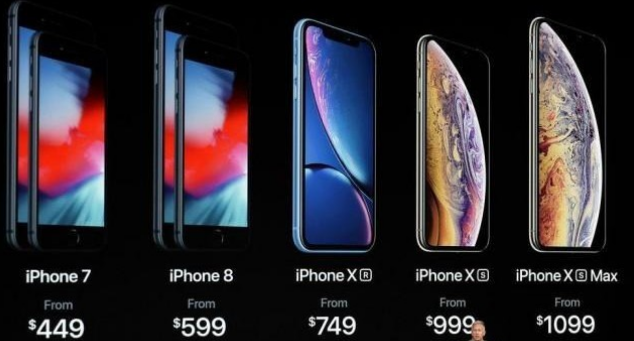 iPhone 7
From
$449
iPhone 8
From
$599
iPhone XR
From
$749
iPhone XS
From
$999
iPhone XS Max
From
$1099